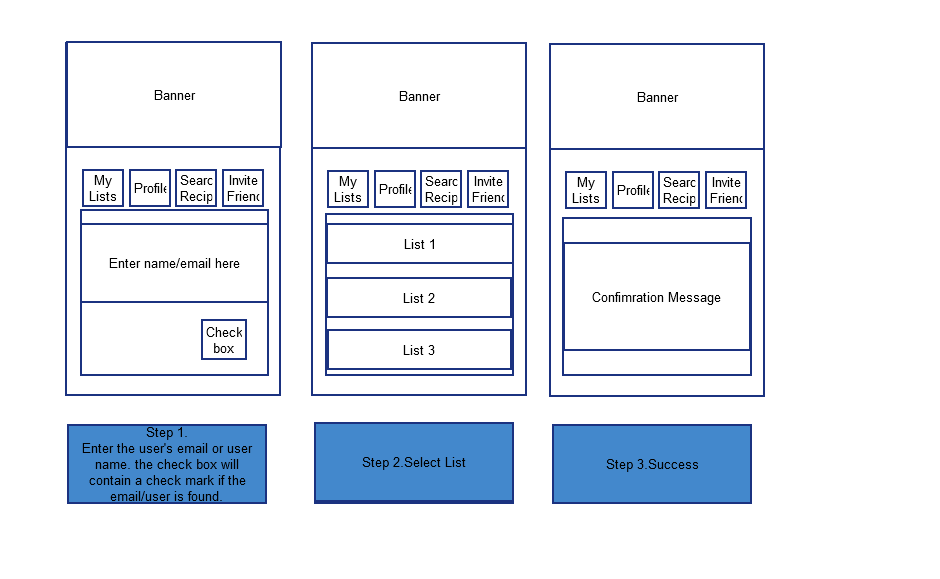 Banner
My
Lists
Profile
Searc
Recip
Invite
Frienc
Enter name/email here
Check
box
Step 1.
Enter the user's email or user
name. the check box will
contain a check mark if the
email/user is found.
Banner
My
Lists
Profile
Searc
Recip
Invite
Frienc
List 1
List 2
List 3
Step 2.Select List
Banner
My
Lists
Profile
Searc
Recip
Invite
Frienc
Confimration Message
Step 3.Success